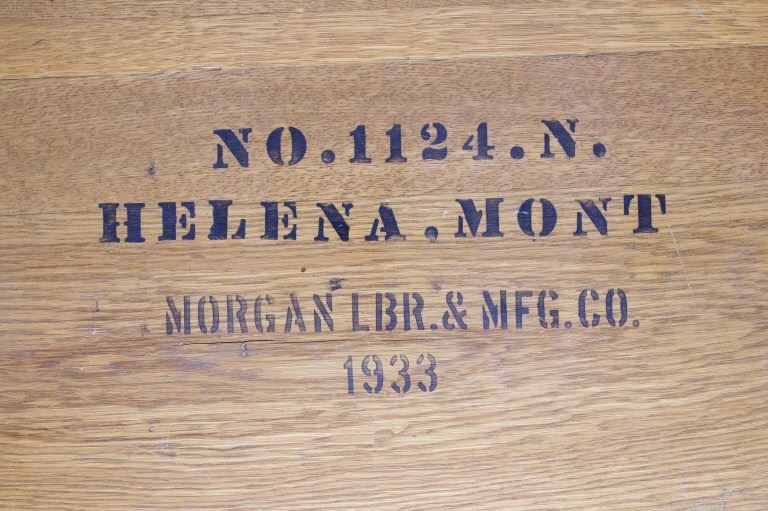 NO.1124.N.
HELENA.MONT
MORGAN LBR.& MFG.CO.
1933